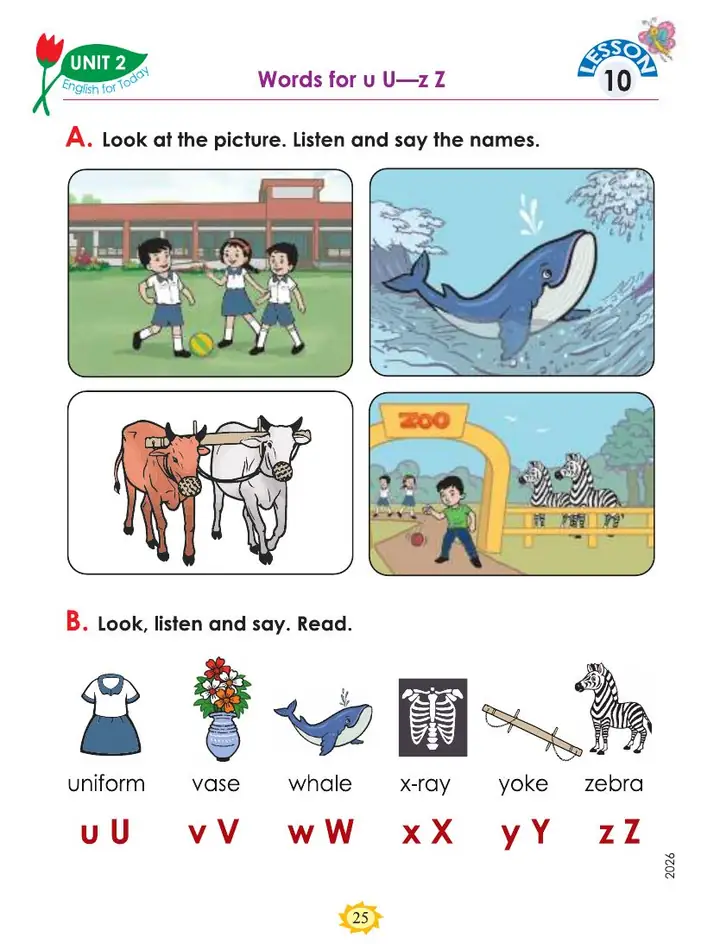 UNIT 2
English for Today
Words for u U—z Z
LESSON
10
A. Look at the picture. Listen and say the names.
ZOO
B. Look, listen and say. Read.
uniform vase whale x-ray yoke zebra
u U v V w W x X y Y z Z
2026
25